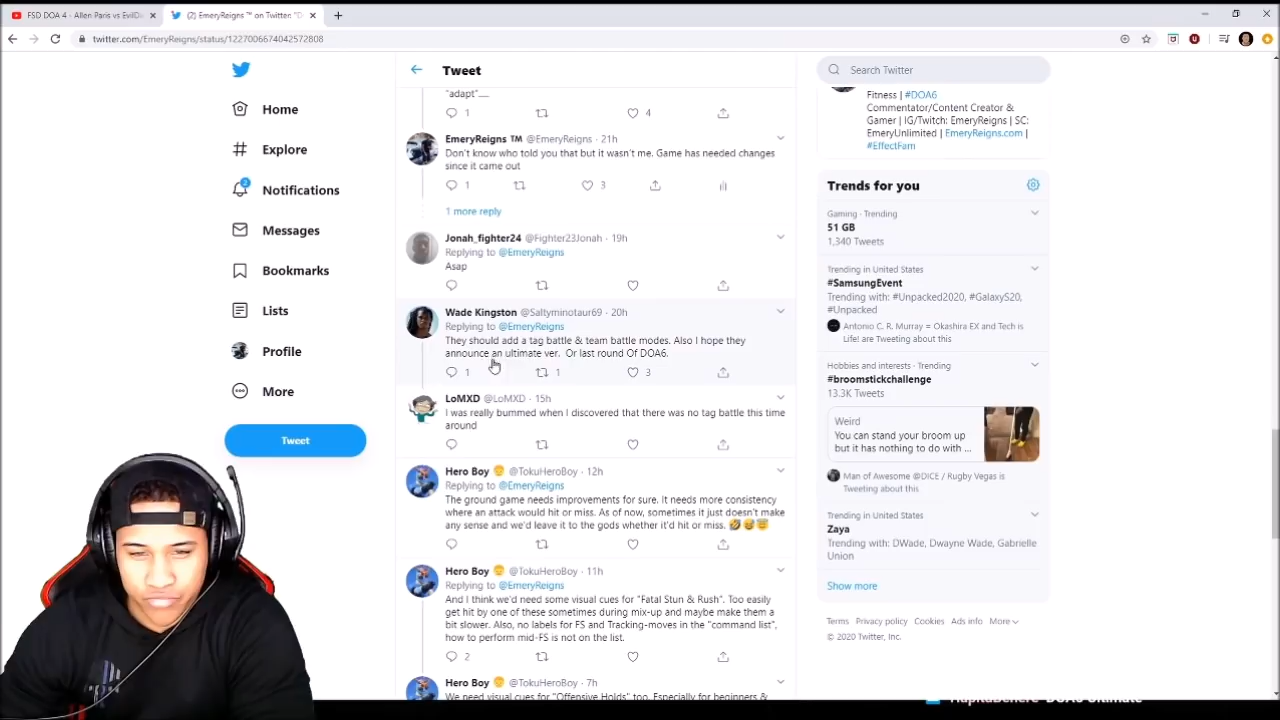 FSD DOA 4 - Allen Paris vs EvilDi
(2) EmeryReigns ™ on Twitter: "D
twitter.com/EmeryReigns/status/1227006674042572808
Home
Explore
2
Notifications
Messages
Bookmarks
Lists
Profile
More
Tweet
Tweet
"adapt"
1
4
EmeryReigns ™ @EmeryReigns · 21h
Don't know who told you that but it wasn't me. Game has needed changes
since it came out
1
3
1 more reply
Jonah_fighter24 @Fighter23Jonah · 19h
Replying to @EmeryReigns
Asap
Wade Kingston @Saltyminotaur69 · 20h
Replying to @EmeryReigns
They should add a tag battle & team battle modes. Also I hope they
announce an ultimate ver. Or last round Of DOA6.
1
1
3
LoMXD @LoMXD · 15h
I was really bummed when I discovered that there was no tag battle this time
around
Hero Boy @TokuHeroBoy · 12h
Replying to @EmeryReigns
The ground game needs improvements for sure. It needs more consistency
where an attack would hit or miss. As of now, sometimes it just doesn't make
any sense and we'd leave it to the gods whether it'd hit or miss. 🤣😅😇
Hero Boy @TokuHeroBoy · 11h
Replying to @EmeryReigns
And I think we'd need some visual cues for "Fatal Stun & Rush". Too easily
get hit by one of these sometimes during mix-up and maybe make them a
bit slower. Also, no labels for FS and Tracking-moves in the "command list",
how to perform mid-FS is not on the list.
2
Hero Boy @TokuHeroBoy · 7h
We need visual cues for "Offensive Holds" too. Especially for beginners &
Search Twitter
Fitness | #DOA6
Commentator/Content Creator &
Gamer | IG/Twitch: EmeryReigns | SC:
EmeryUnlimited | EmeryReigns.com |
#EffectFam
Trends for you
Gaming · Trending
51 GB
1,340 Tweets
Trending in United States
#SamsungEvent
Trending with: #Unpacked2020, #GalaxyS20,
#Unpacked
Antonio C. R. Murray = Okashira EX and Tech is
Life! are Tweeting about this
Hobbies and interests · Trending
#broomstickchallenge
13.3K Tweets
Weird
You can stand your broom up
but it has nothing to do with ...
Man of Awesome @DICE / Rugby Vegas is
Tweeting about this
Trending in United States
Zaya
Trending with: DWade, Dwayne Wade, Gabrielle
Union
Show more
Terms Privacy policy Cookies Ads info More
© 2020 Twitter, Inc.